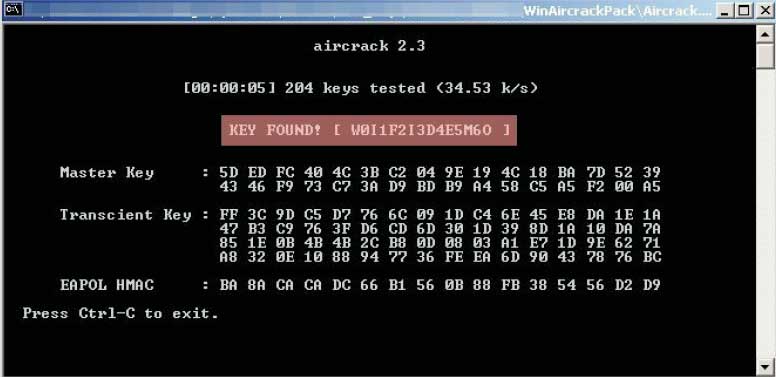 WinAircrackPack\Aircrack....
aircrack 2.3
[00:00:05] 204 keys tested (34.53 k/s)
KEY FOUND! [ W0I1F2I3D4E5M6O ]
Master Key : 5D ED FC 40 4C 3B C2 04 9E 19 4C 18 BA 7D 52 39
43 46 F9 73 C7 3A D9 BD B9 A4 58 C5 A5 F2 00 A5
Transcient Key : FF 3C 9D C5 D7 76 6C 09 1D C4 6E 45 E8 DA 1E 1A
47 B3 C9 76 3F D6 CD 6D 30 1D 39 8D 1A 10 DA 7A
85 1E 0B 4B 4B 2C B8 0D 08 03 A1 E7 1D 9E 62 71
A8 32 0E 10 88 94 77 36 FE EA 6D 90 43 78 76 BC
EAPOL HMAC : BA 8A CA CA DC 66 B1 56 0B 88 FB 38 54 56 D2 D9
Press Ctrl-C to exit.